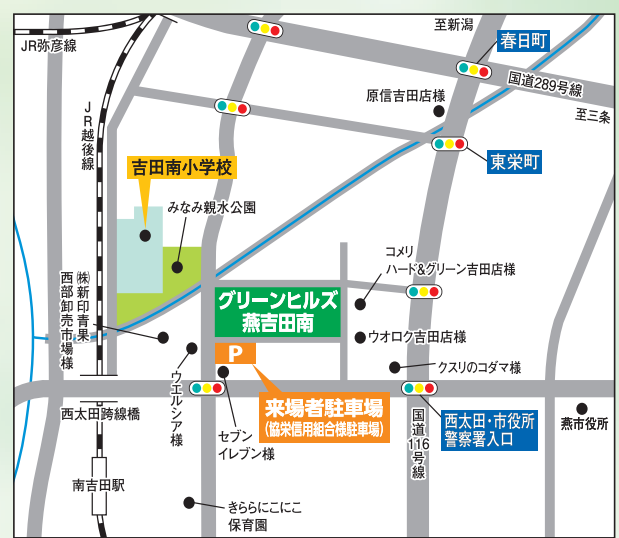 JR弥彦線
至新潟
春日町
国道289号線
至三条
原信吉田店様
東栄町
JR越後線
吉田南小学校
みなみ親水公園
コメリ
ハード&グリーン吉田店様
グリーンヒルズ
燕吉田南
ウオロク吉田店様
㈱新印青果
西部卸売市場様
P
クスリのコダマ様
ウエルシア様
セブン
イレブン様
来場者駐車場
(協栄信用組合様駐車場)
西太田・市役所
警察署入口
国道116号線
燕市役所
西太田跨線橋
南吉田駅
きららにこにこ
保育園